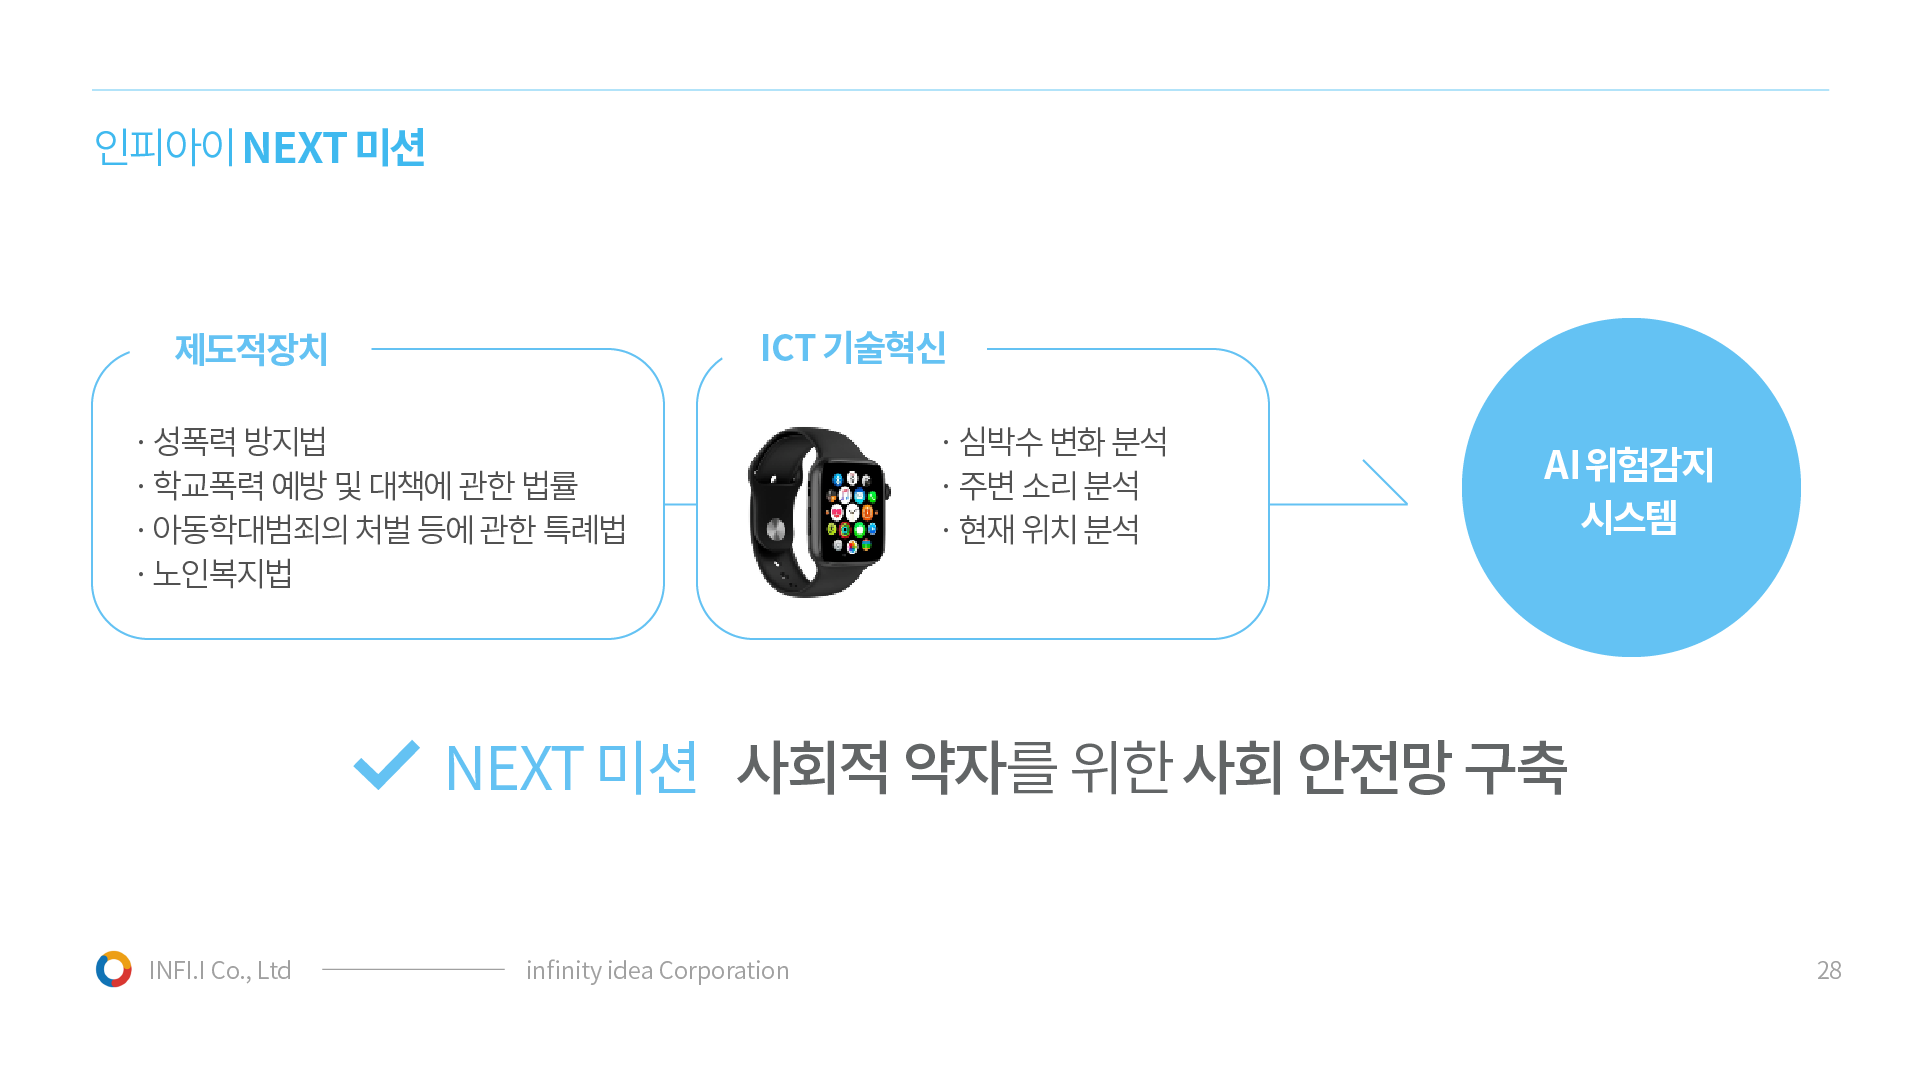 인피아이 NEXT 미션
제도적장치
· 성폭력 방지법
· 학교폭력 예방 및 대책에 관한 법률
· 아동학대범죄의 처벌 등에 관한 특례법
· 노인복지법
ICT 기술혁신
· 심박수 변화 분석
· 주변 소리 분석
· 현재 위치 분석
AI 위험감지
시스템
NEXT 미션 사회적 약자를 위한 사회 안전망 구축
INFI.I Co., Ltd
infinity idea Corporation
28